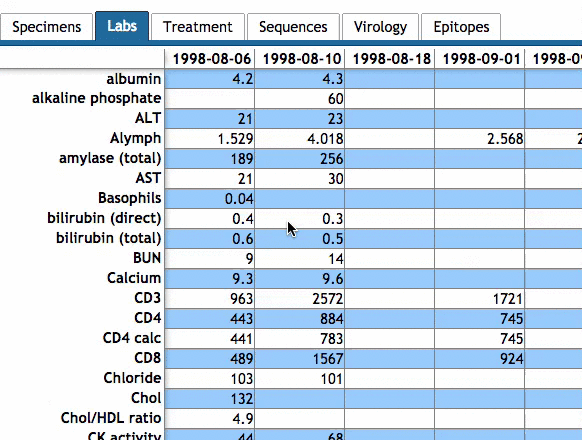 Specimens Labs Treatment Sequences Virology Epitopes
1998-08-06 1998-08-10 1998-08-18 1998-09-01
albumin 4.2 4.3
alkaline phosphate 60
ALT 21 23
Alymph 1.529 4.018 2.568
amylase (total) 189 256
AST 21 30
Basophils 0.04
bilirubin (direct) 0.4 0.3
bilirubin (total) 0.6 0.5
BUN 9 14
Calcium 9.3 9.6
CD3 963 2572 1721
CD4 443 884 745
CD4 calc 441 783 745
CD8 489 1567 924
Chloride 103 101
Chol 132
Chol/HDL ratio 4.9
CK activity 44 68